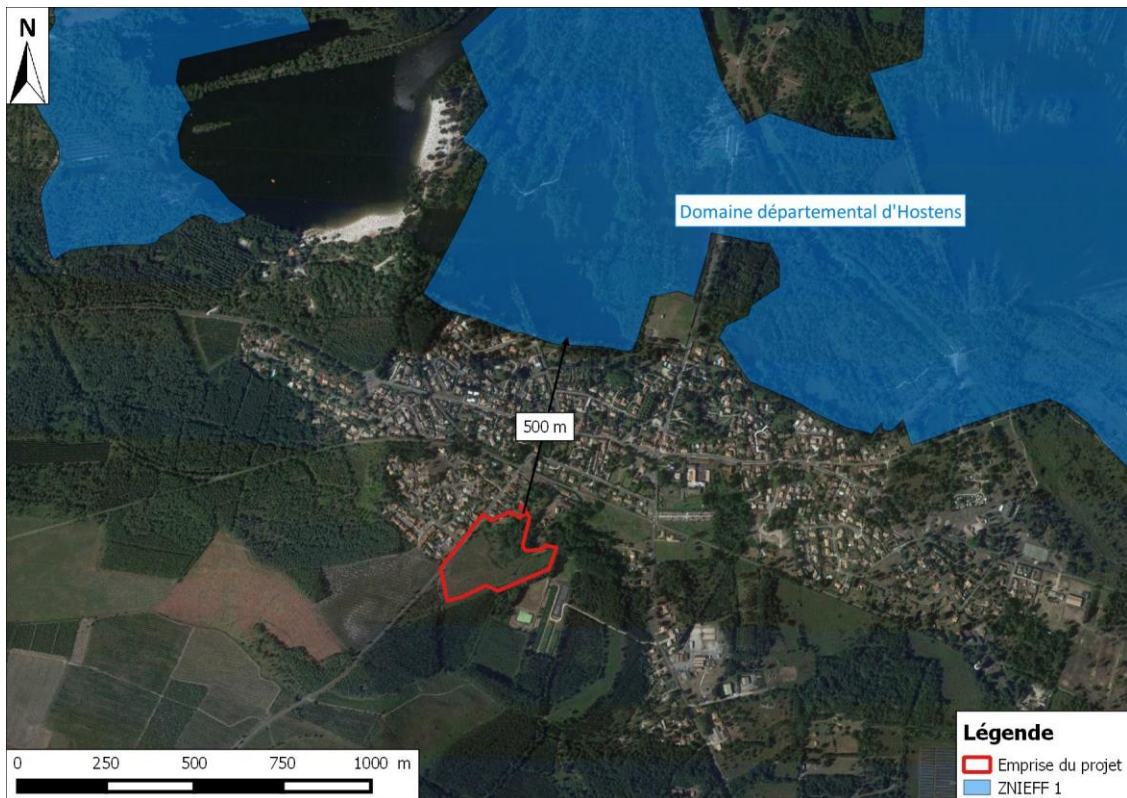 N
Domaine départemental d'Hostens
500 m
0 250 500 750 1000 m
Légende
Emprise du projet
ZNIEFF 1